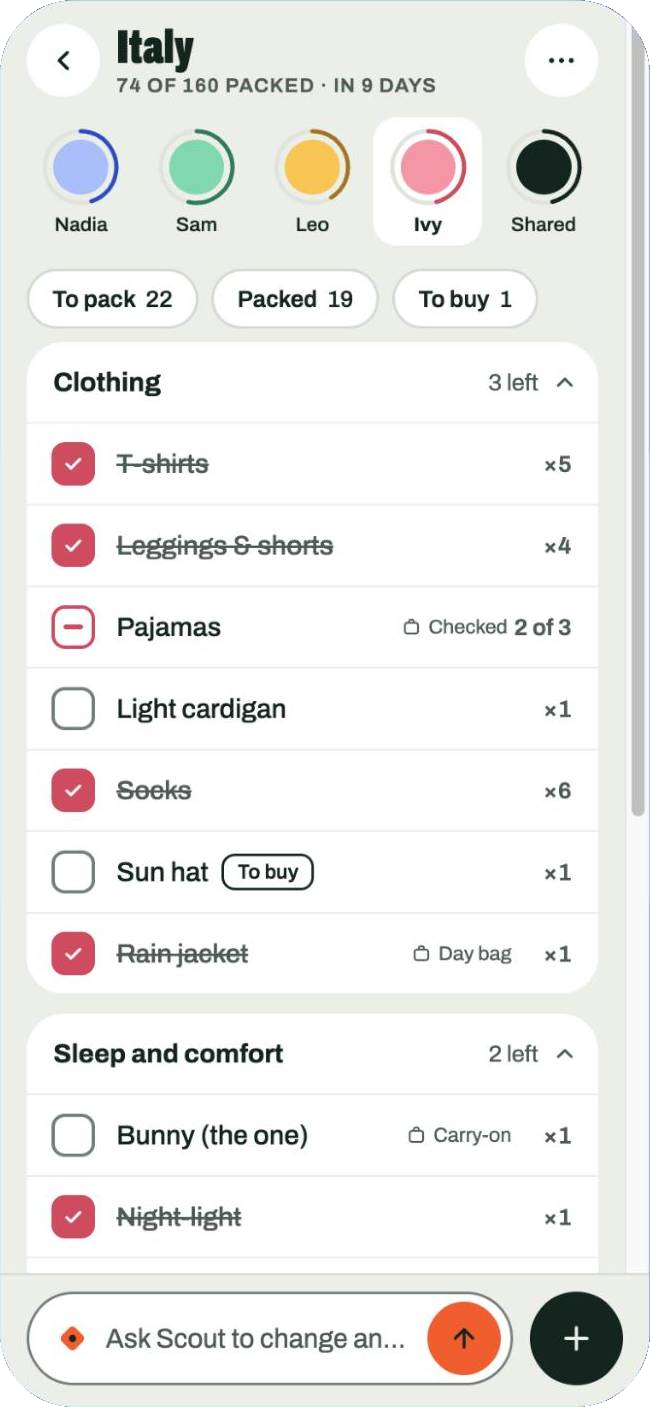 Italy
74 OF 160 PACKED · IN 9 DAYS
Nadia Sam Leo Ivy Shared
To pack 22 Packed 19 To buy 1
Clothing 3 left
T-shirts ×5
Leggings & shorts ×4
Pajamas Checked 2 of 3
Light cardigan ×1
Socks ×6
Sun hat To buy ×1
Rain jacket Day bag ×1
Sleep and comfort 2 left
Bunny (the one) Carry-on ×1
Night-light ×1
Ask Scout to change an...